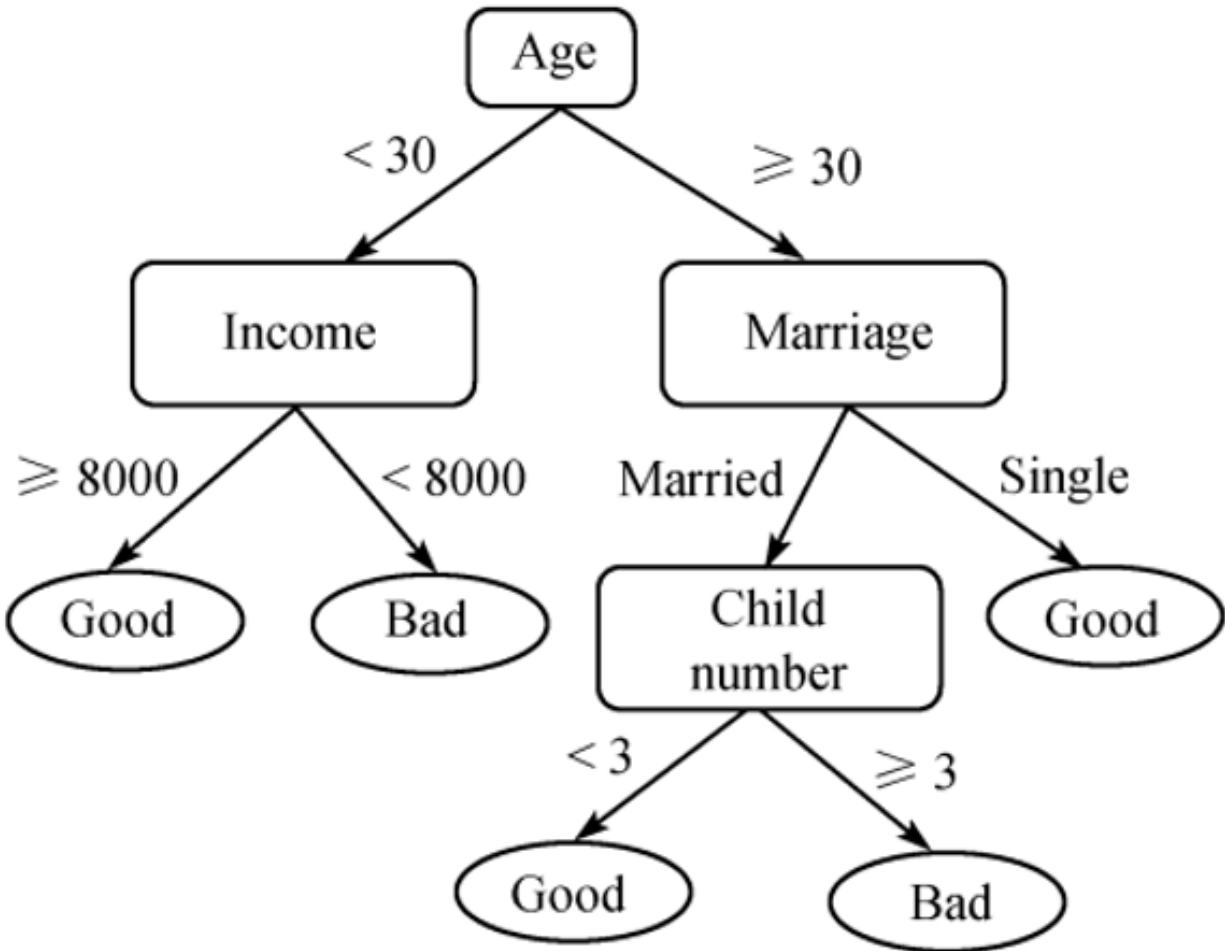 Age
< 30
⩾ 30
Income
Marriage
⩾ 8000
< 8000
Married
Single
Good
Bad
Child
number
Good
< 3
⩾ 3
Good
Bad